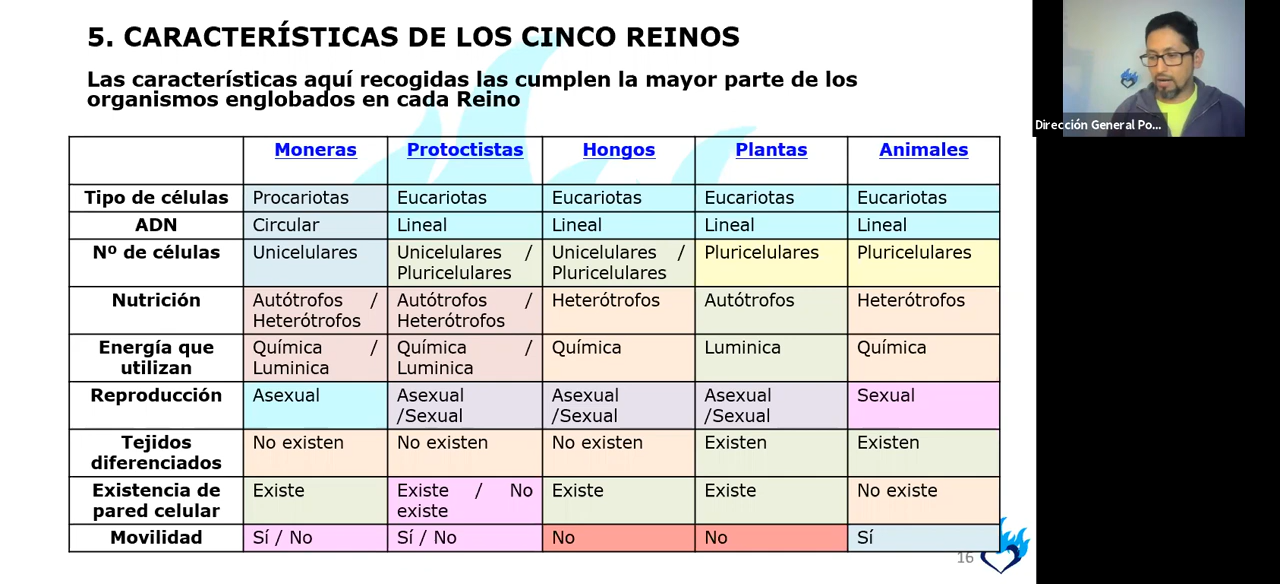 5. CARACTERÍSTICAS DE LOS CINCO REINOS
Las características aquí recogidas las cumplen la mayor parte de los
organismos englobados en cada Reino
Dirección General Po...
Moneras Protoctistas Hongos Plantas Animales
Tipo de células Procariotas Eucariotas Eucariotas Eucariotas Eucariotas
ADN Circular Lineal Lineal Lineal Lineal
Nº de células Unicelulares Unicelulares / Unicelulares / Pluricelulares Pluricelulares
Pluricelulares Pluricelulares
Nutrición Autótrofos / Autótrofos / Heterótrofos Autótrofos Heterótrofos
Heterótrofos Heterótrofos
Energía que Química / Química / Química Luminica Química
utilizan Luminica Luminica
Reproducción Asexual Asexual Asexual Asexual Sexual
/Sexual /Sexual /Sexual
Tejidos No existen No existen No existen Existen Existen
diferenciados
Existencia de Existe Existe / No Existe Existe No existe
pared celular existe
Movilidad Sí / No Sí / No No No Sí
16